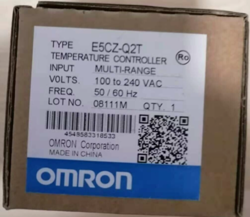 TYPE E5CZ-Q2T
TEMPERATURE CONTROLLER
INPUT MULTI-RANGE
VOLTS. 100 to 240 VAC
FREQ. 50 / 60 Hz
LOT NO. 08111M QTY. 1
4549583318533
OMRON Corporation
MADE IN CHINA
OMRON